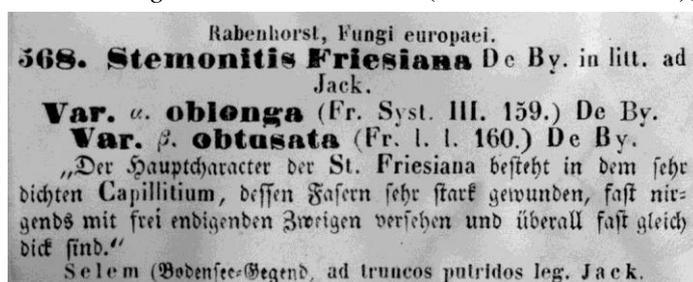 Rabenhorst, Fungi europaei.
568. Stemonitis Friesiana De By. in litt. ad
Jack.
Var. α. oblonga (Fr. Syst. III. 159.) De By.
Var. β. obtusata (Fr. l. l. 160.) De By.
„Der Hauptcharacter der St. Friesiana besteht in dem sehr
dichten Capillitium, dessen Fasern sehr stark gewunden, fast nir=
gends mit frei endigenden Zweigen versehen und überall fast gleich
dick sind.“
Selem (Bodensee=Gegend, ad truncos putridos leg. Jack.